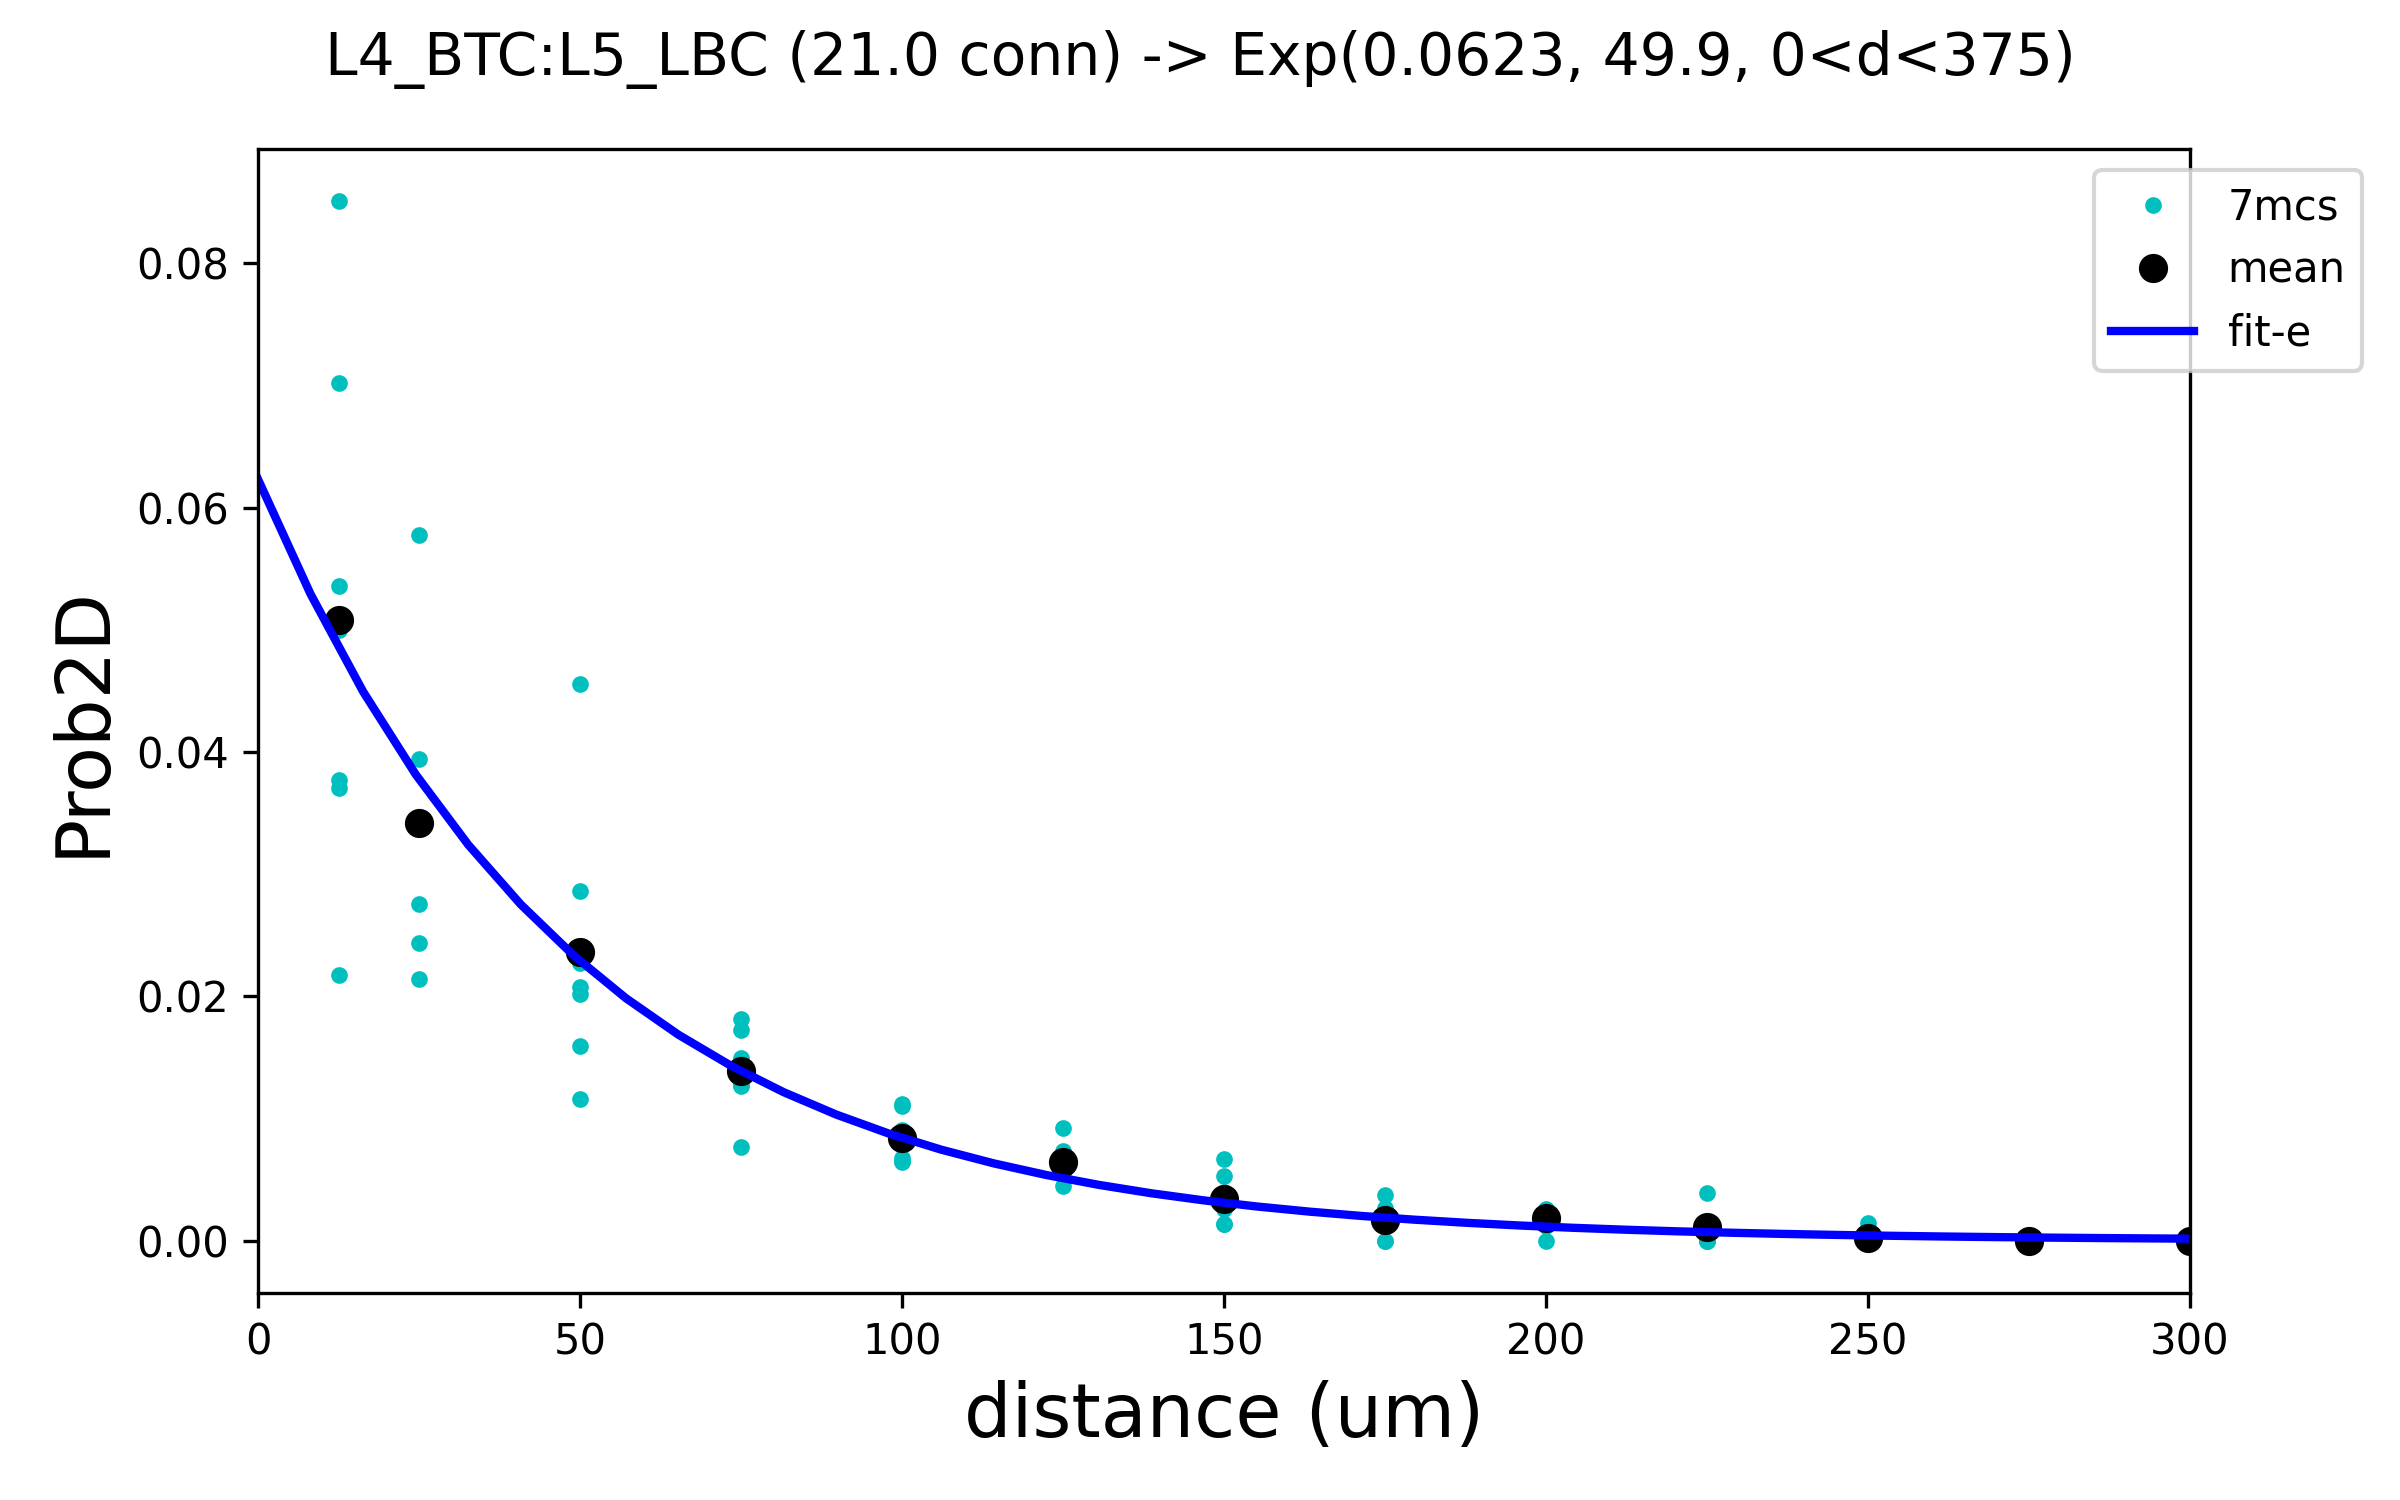 L4_BTC:L5_LBC (21.0 conn) -> Exp(0.0623, 49.9, 0<d<375)
7mcs
mean
fit-e
0.08
0.06
0.04
0.02
0.00
Prob2D
0 50 100 150 200 250 300
distance (um)